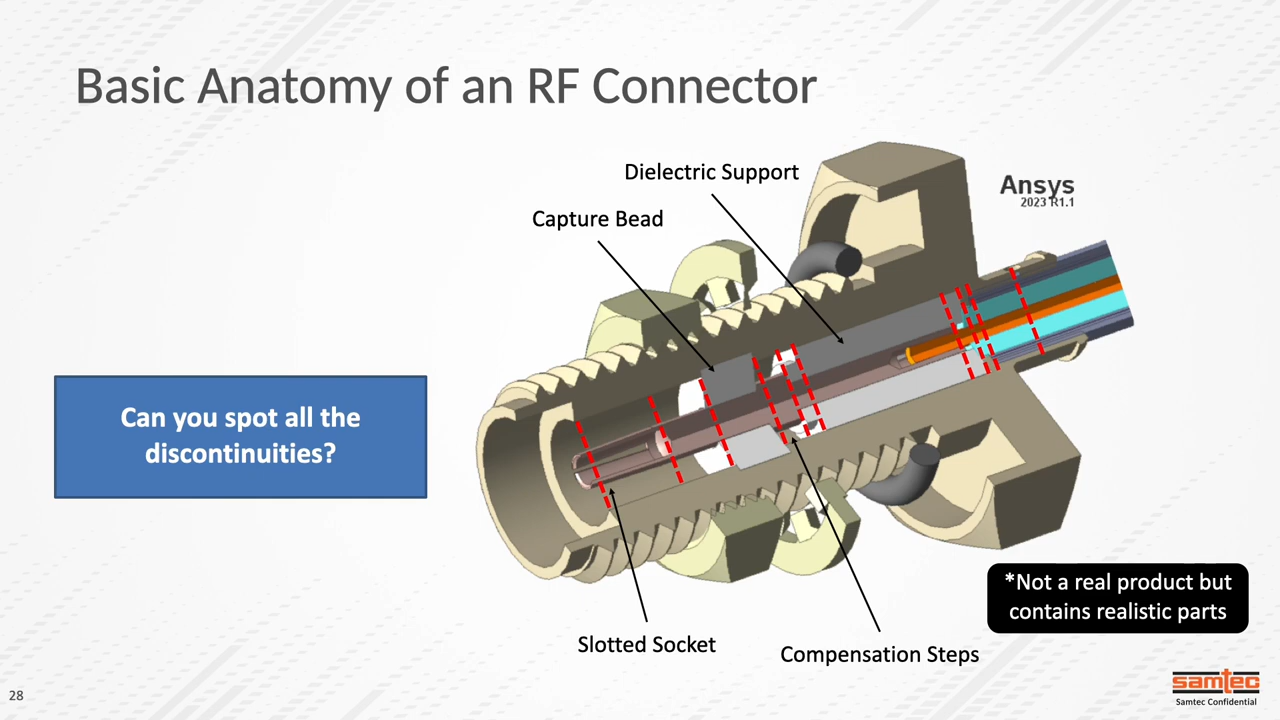 Basic Anatomy of an RF Connector
Dielectric Support
Ansys
2023 R1.1
Capture Bead
Can you spot all the
discontinuities?
*Not a real product but
contains realistic parts
Slotted Socket
Compensation Steps
samtec
Samtec Confidential
28